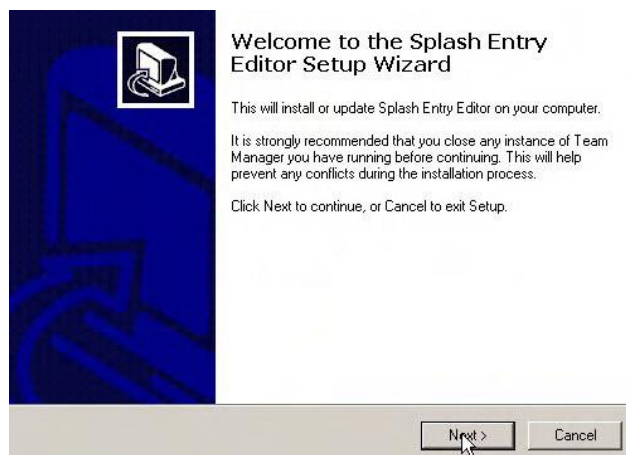 Welcome to the Splash Entry
Editor Setup Wizard
This will install or update Splash Entry Editor on your computer.
It is strongly recommended that you close any instance of Team
Manager you have running before continuing. This will help
prevent any conflicts during the installation process.
Click Next to continue, or Cancel to exit Setup.
Next > Cancel